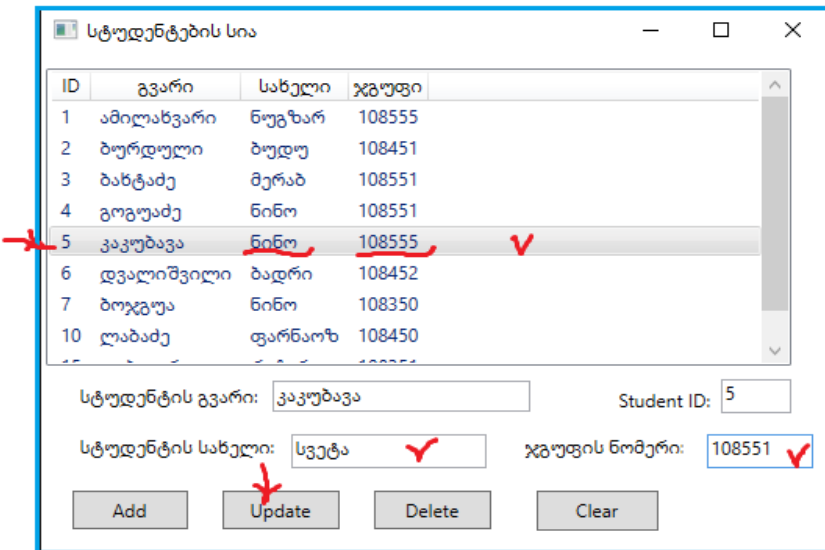 სტუდენტების სია
ID გვარი სახელი ჯგუფი
1 ამილახვარი ნუგზარ 108555
2 ბურდული ბუდუ 108451
3 ბახტაძე მერაბ 108551
4 გოგუაძე ნინო 108551
5 კაკუბავა ნინო 108555
6 დვალიშვილი ბადრი 108452
7 ბოჯგუა ნინო 108350
10 ლაბაძე ფარნაოზ 108450
სტუდენტის გვარი: კაკუბავა Student ID: 5
სტუდენტის სახელი: სვეტა ჯგუფის ნომერი: 108551
Add Update Delete Clear